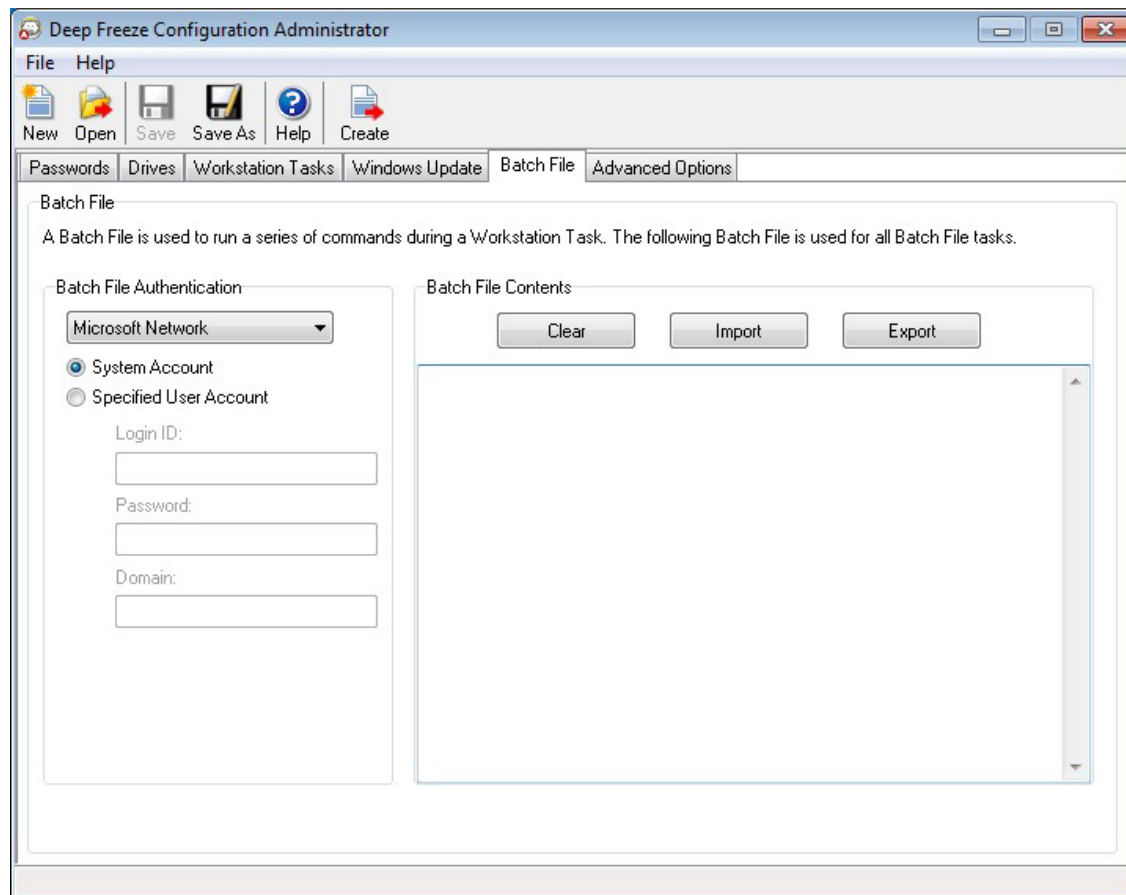 Deep Freeze Configuration Administrator
File Help
New Open Save Save As Help Create
Passwords Drives Workstation Tasks Windows Update Batch File Advanced Options
Batch File
A Batch File is used to run a series of commands during a Workstation Task. The following Batch File is used for all Batch File tasks.
Batch File Authentication
Microsoft Network
System Account
Specified User Account
Login ID:
Password:
Domain:
Batch File Contents
Clear Import Export